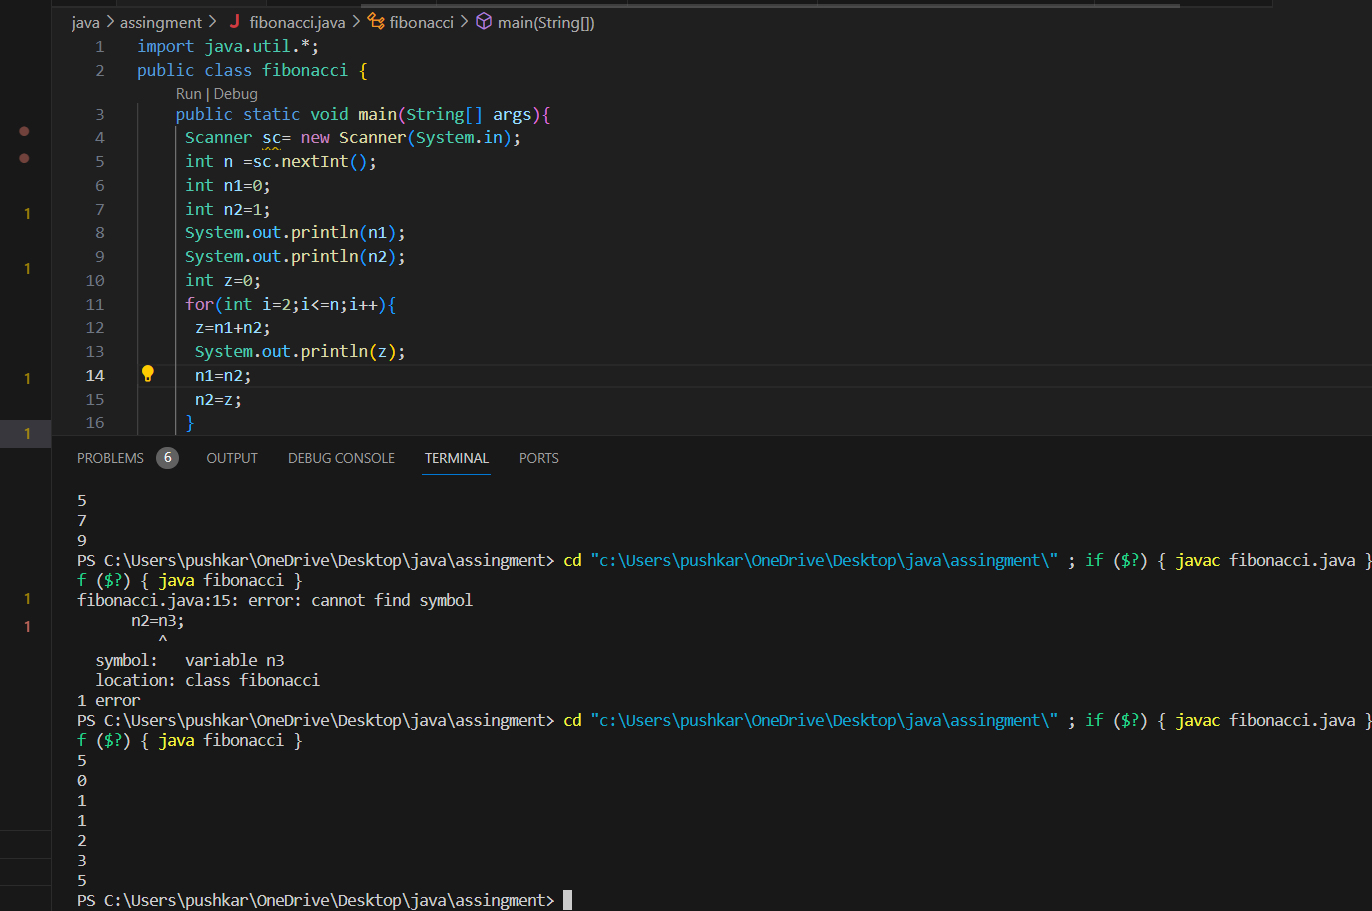 java > assingment > J fibonacci.java > fibonacci > main(String[])
1 import java.util.*;
2 public class fibonacci {
Run | Debug
3 public static void main(String[] args){
4 Scanner sc= new Scanner(System.in);
5 int n =sc.nextInt();
6 int n1=0;
7 int n2=1;
8 System.out.println(n1);
9 System.out.println(n2);
10 int z=0;
11 for(int i=2;i<=n;i++){
12 z=n1+n2;
13 System.out.println(z);
14 n1=n2;
15 n2=z;
16 }
1
1
1
1
1
1
PROBLEMS 6 OUTPUT DEBUG CONSOLE TERMINAL PORTS
5
7
9
PS C:\Users\pushkar\OneDrive\Desktop\java\assingment> cd "c:\Users\pushkar\OneDrive\Desktop\java\assingment\" ; if ($?) { javac fibonacci.java }
f ($?) { java fibonacci }
fibonacci.java:15: error: cannot find symbol
n2=n3;
^
symbol: variable n3
location: class fibonacci
1 error
PS C:\Users\pushkar\OneDrive\Desktop\java\assingment> cd "c:\Users\pushkar\OneDrive\Desktop\java\assingment\" ; if ($?) { javac fibonacci.java }
f ($?) { java fibonacci }
5
0
1
1
2
3
5
PS C:\Users\pushkar\OneDrive\Desktop\java\assingment>